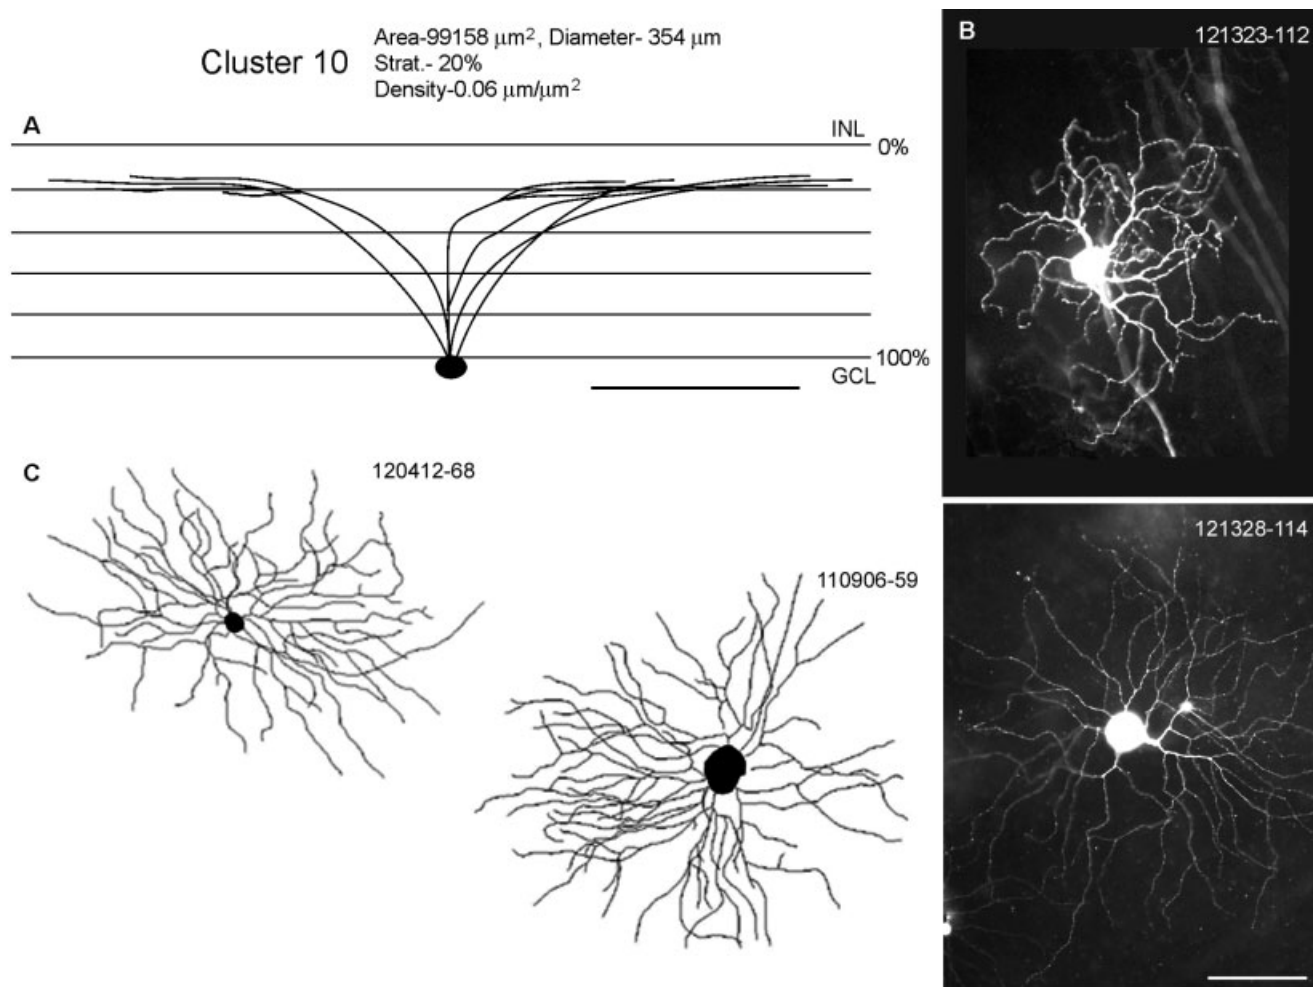 Cluster 10
Area-99158 μm², Diameter- 354 μm
Strat.- 20%
Density-0.06 μm/μm²
A
INL
0%
100%
GCL
B
121323-112
C
120412-68
110906-59
121328-114